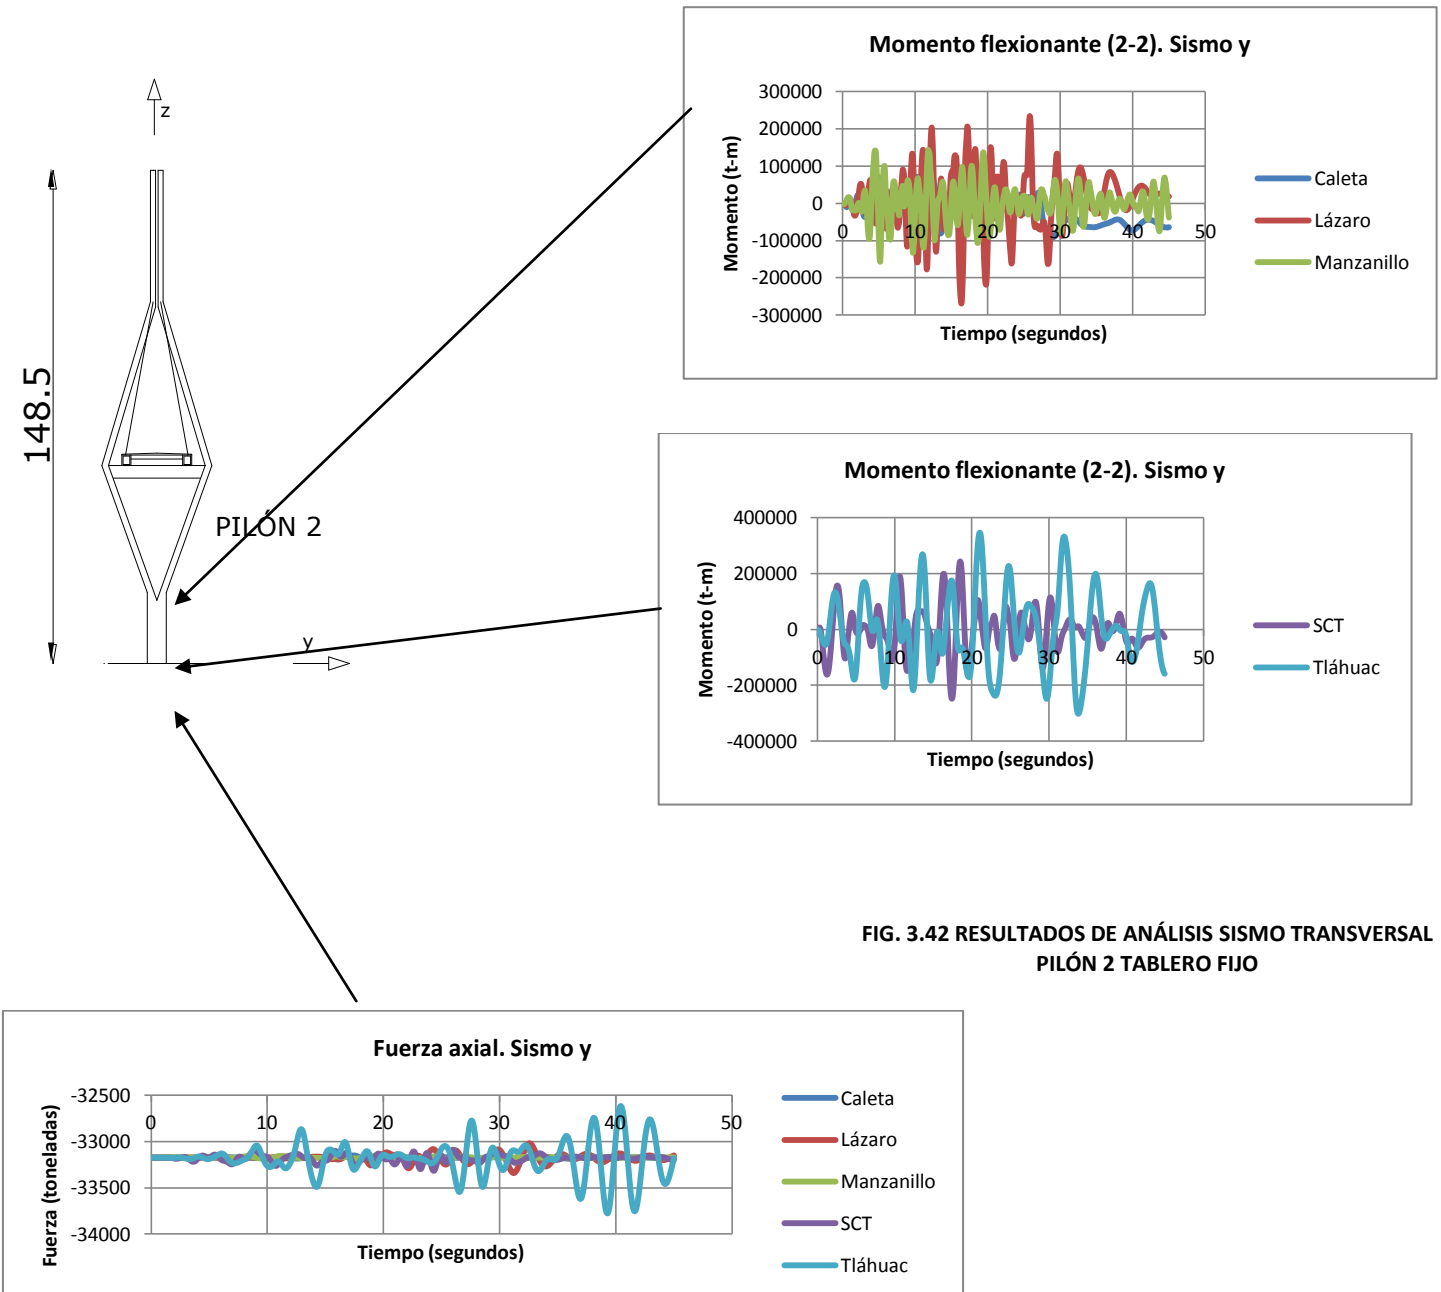 Momento flexionante (2-2). Sismo y
300000
200000
100000
0
-100000
-200000
-300000
0
10
20
30
40
50
Momento (t-m)
Tiempo (segundos)
Caleta
Lázaro
Manzanillo
z
148.5
PILÓN 2
y
Momento flexionante (2-2). Sismo y
400000
200000
0
-200000
-400000
0
10
20
30
40
50
Momento (t-m)
Tiempo (segundos)
SCT
Tláhuac
FIG. 3.42 RESULTADOS DE ANÁLISIS SISMO TRANSVERSAL
PILÓN 2 TABLERO FIJO
Fuerza axial. Sismo y
-32500
-33000
-33500
-34000
0
10
20
30
40
50
Fuerza (toneladas)
Tiempo (segundos)
Caleta
Lázaro
Manzanillo
SCT
Tláhuac